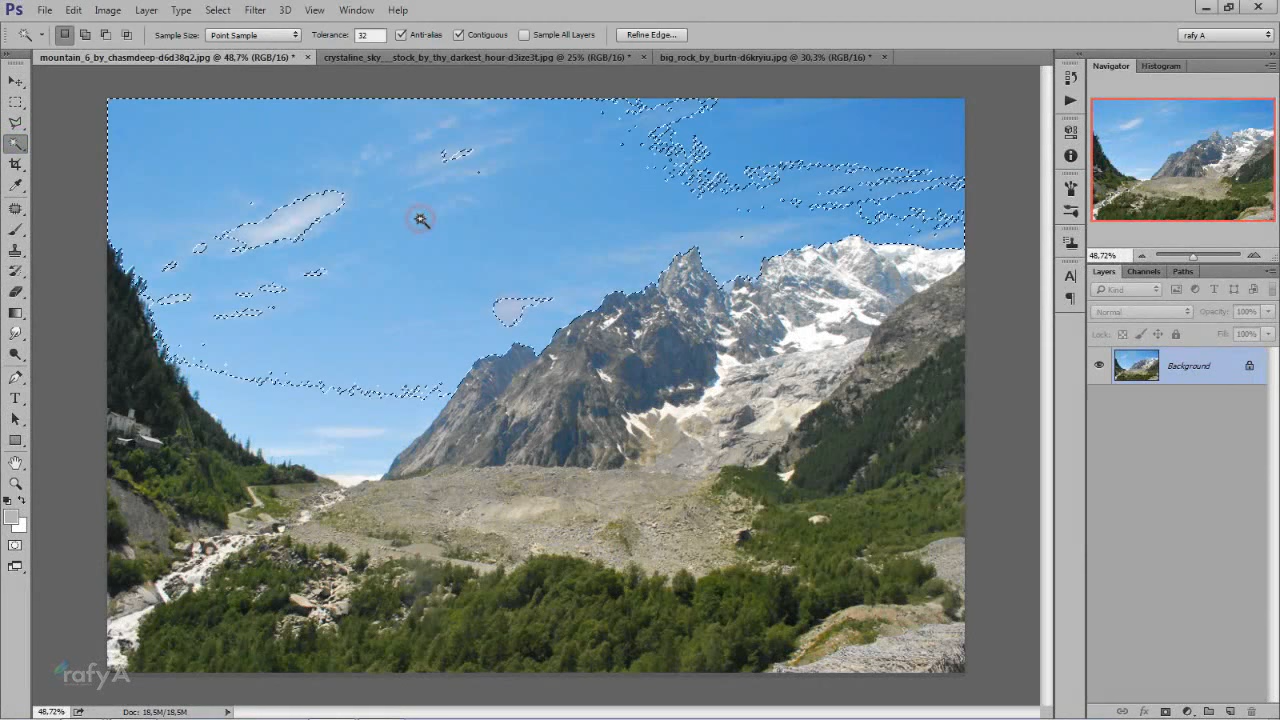 Ps File Edit Image Layer Type Select Filter 3D View Window Help
Sample Size: Point Sample Tolerance: 32 Anti-alias Contiguous Sample All Layers Refine Edge... rafy A
mountain_6_by_chasmdeep-d6d38q2.jpg @ 48,7% (RGB/16) * × crystaline_sky__stock_by_thy_darkest_hour-d3ize3t.jpg @ 25% (RGB/16) * × big_rock_by_burtn-d6kryiu.jpg @ 30,3% (RGB/16) * ×
Navigator Histogram
48,72%
Layers Channels Paths
Kind
Normal Opacity: 100%
Lock: Fill: 100%
Background
rafyA
48,72% Doc: 18,5M/18,5M